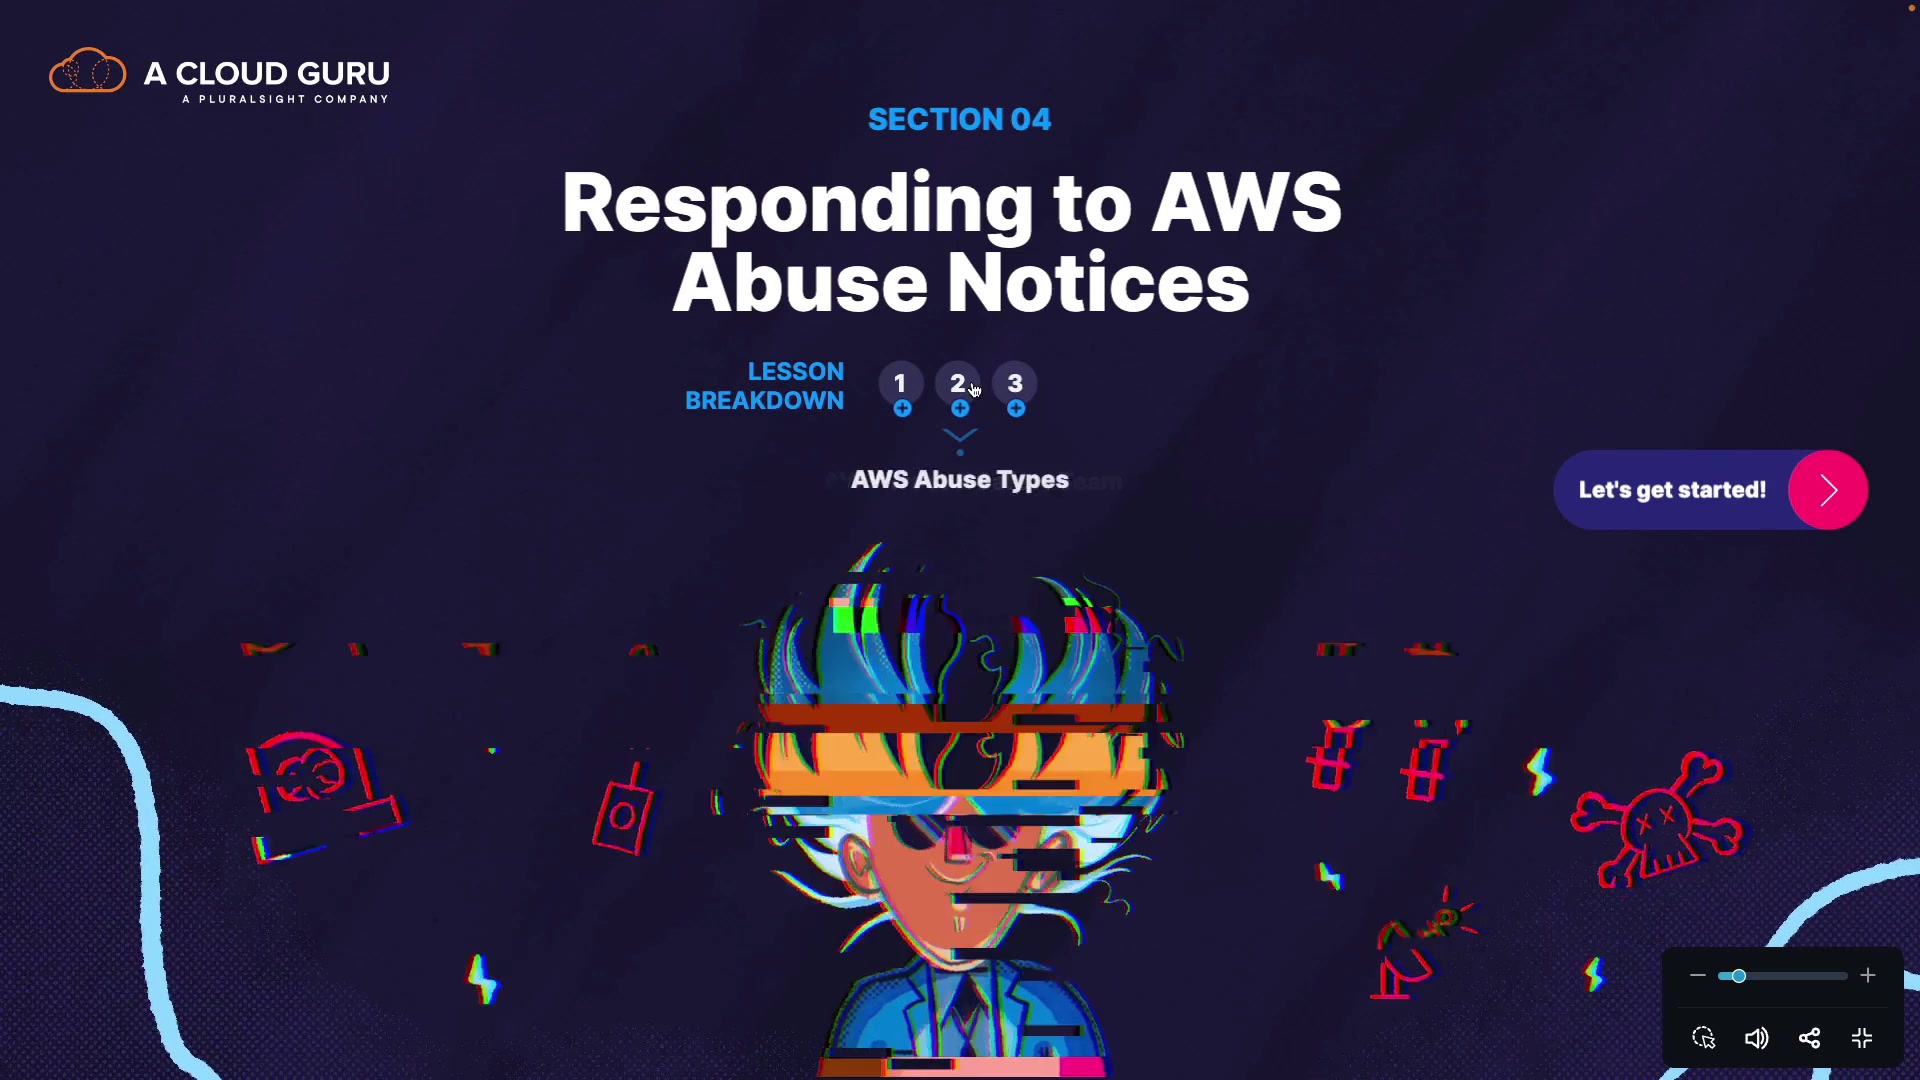 A CLOUD GURU
A PLURALSIGHT COMPANY
SECTION 04
Responding to AWS
Abuse Notices
LESSON
BREAKDOWN
1 2 3
AWS Abuse Types
Let's get started!